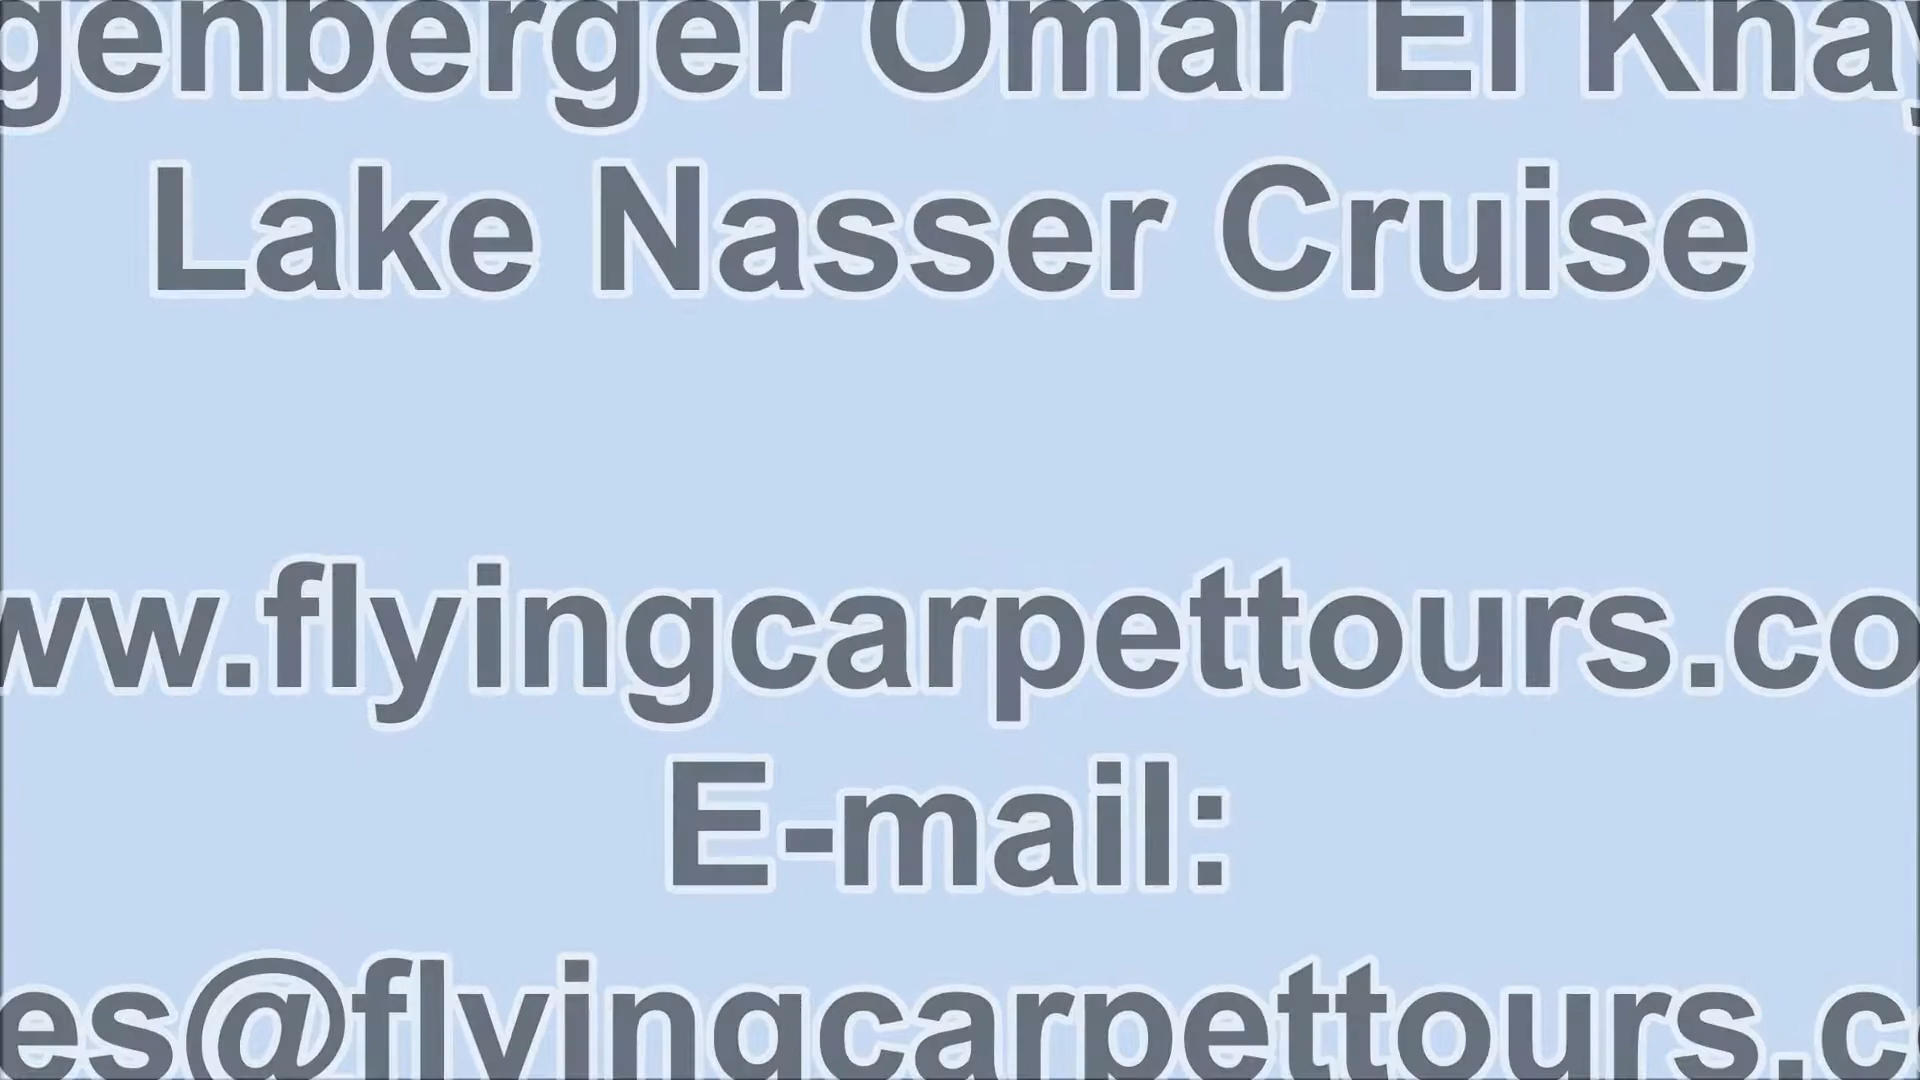 genberger Omar El Khay
Lake Nasser Cruise
ww.flyingcarpettours.co
E-mail:
es@flyingcarpettours.c